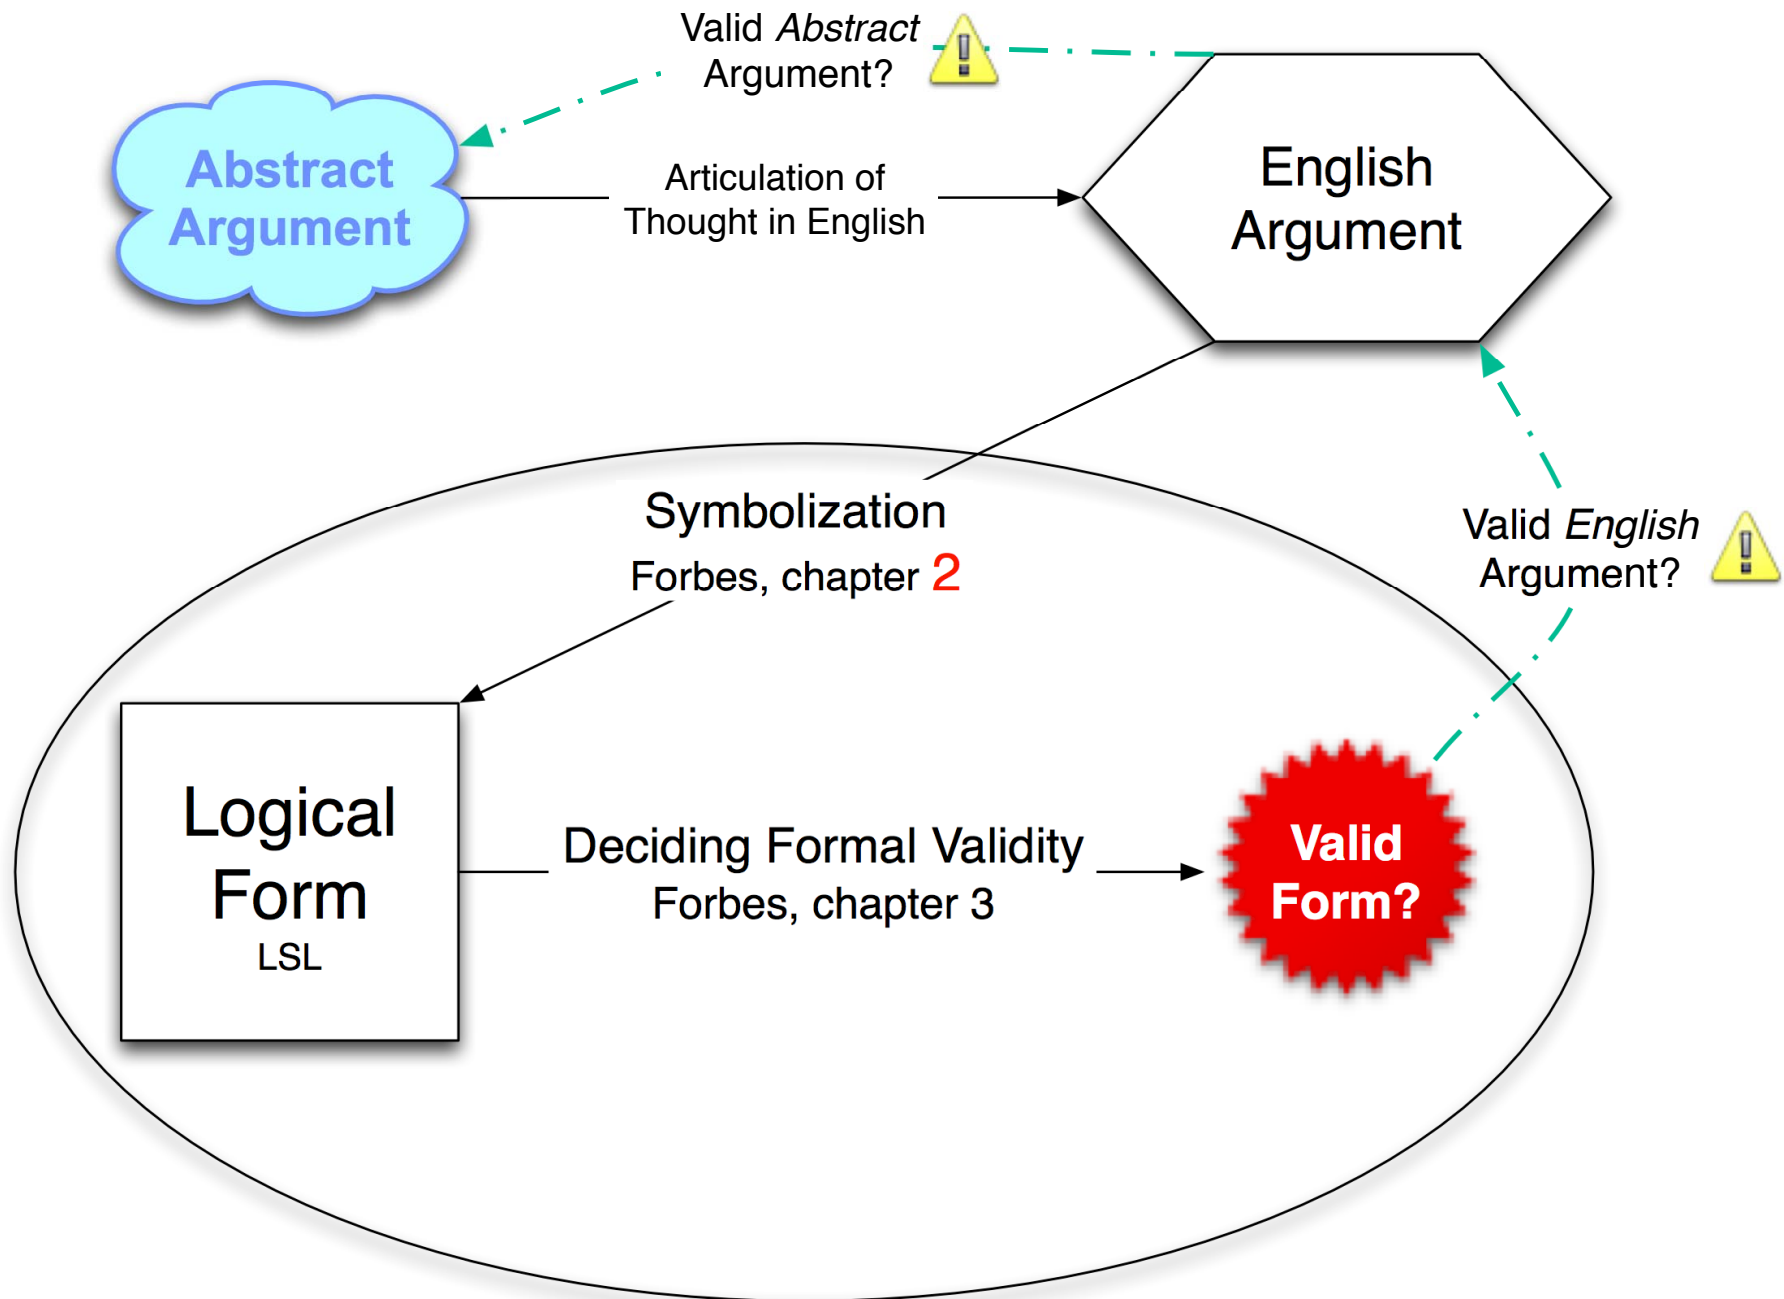 Valid Abstract
Argument?
Abstract
Argument
Articulation of
Thought in English
English
Argument
Symbolization
Forbes, chapter 2
Valid English
Argument?
Logical
Form
LSL
Deciding Formal Validity
Forbes, chapter 3
Valid
Form?